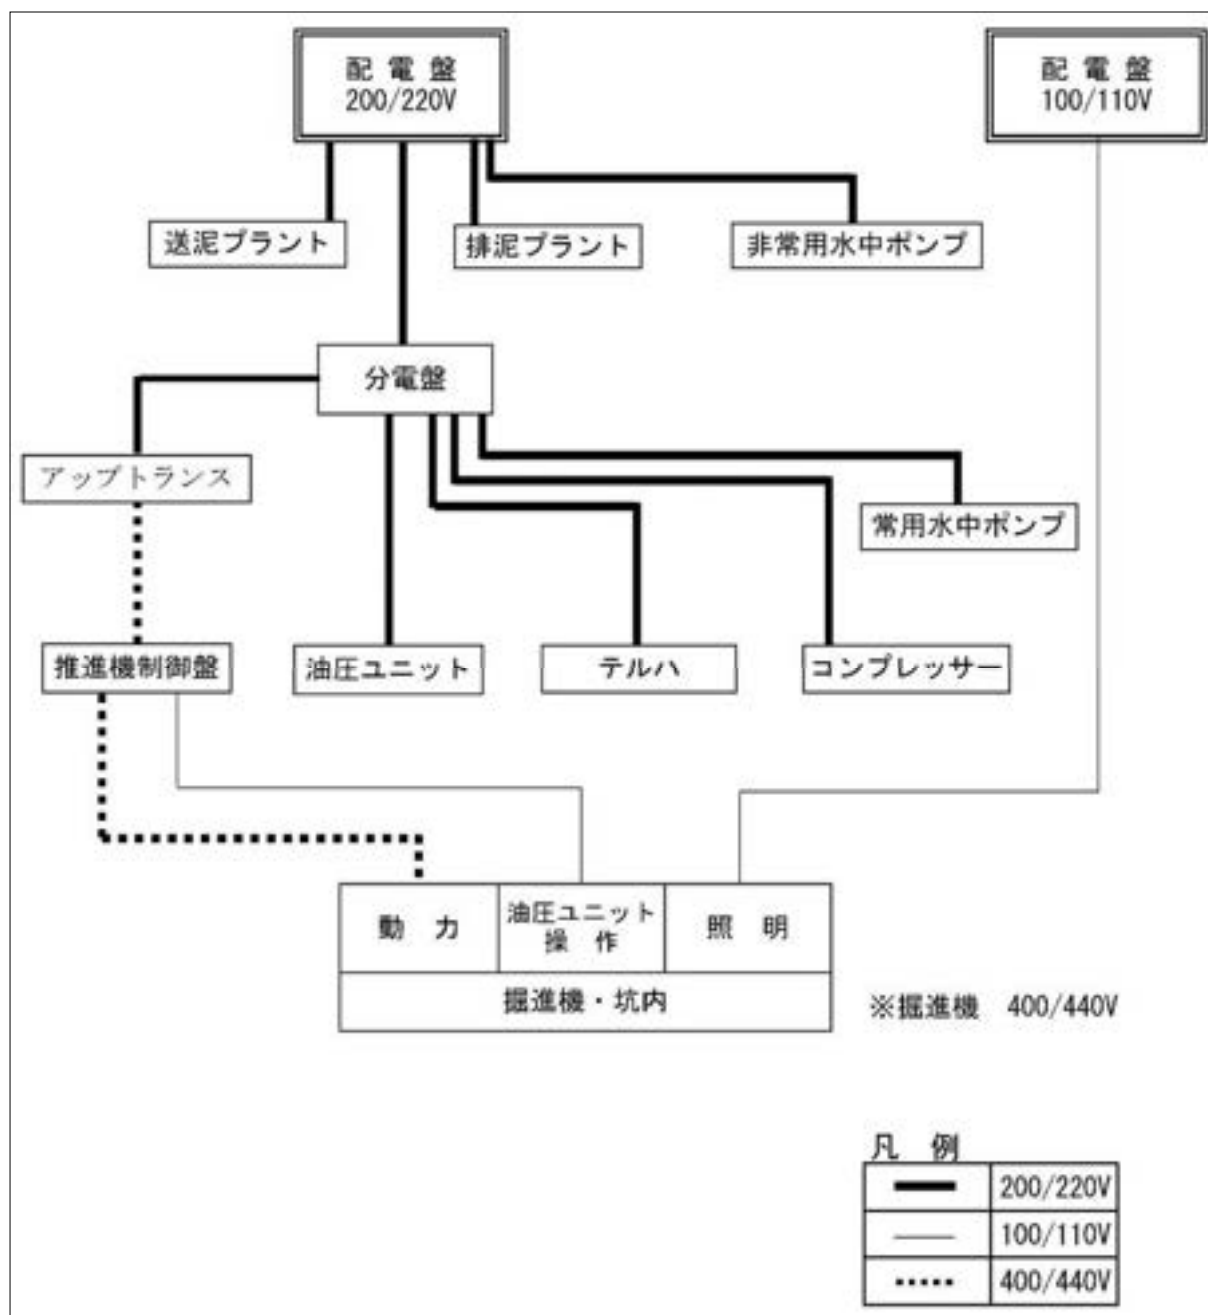 配電盤
200/220V
配電盤
100/110V
送泥プラント
排泥プラント
非常用水中ポンプ
分電盤
アップトランス
常用水中ポンプ
推進機制御盤
油圧ユニット
テルハ
コンプレッサー
動力
油圧ユニット
操作
照明
掘進機・坑内
※掘進機 400/440V
凡例
200/220V
100/110V
400/440V